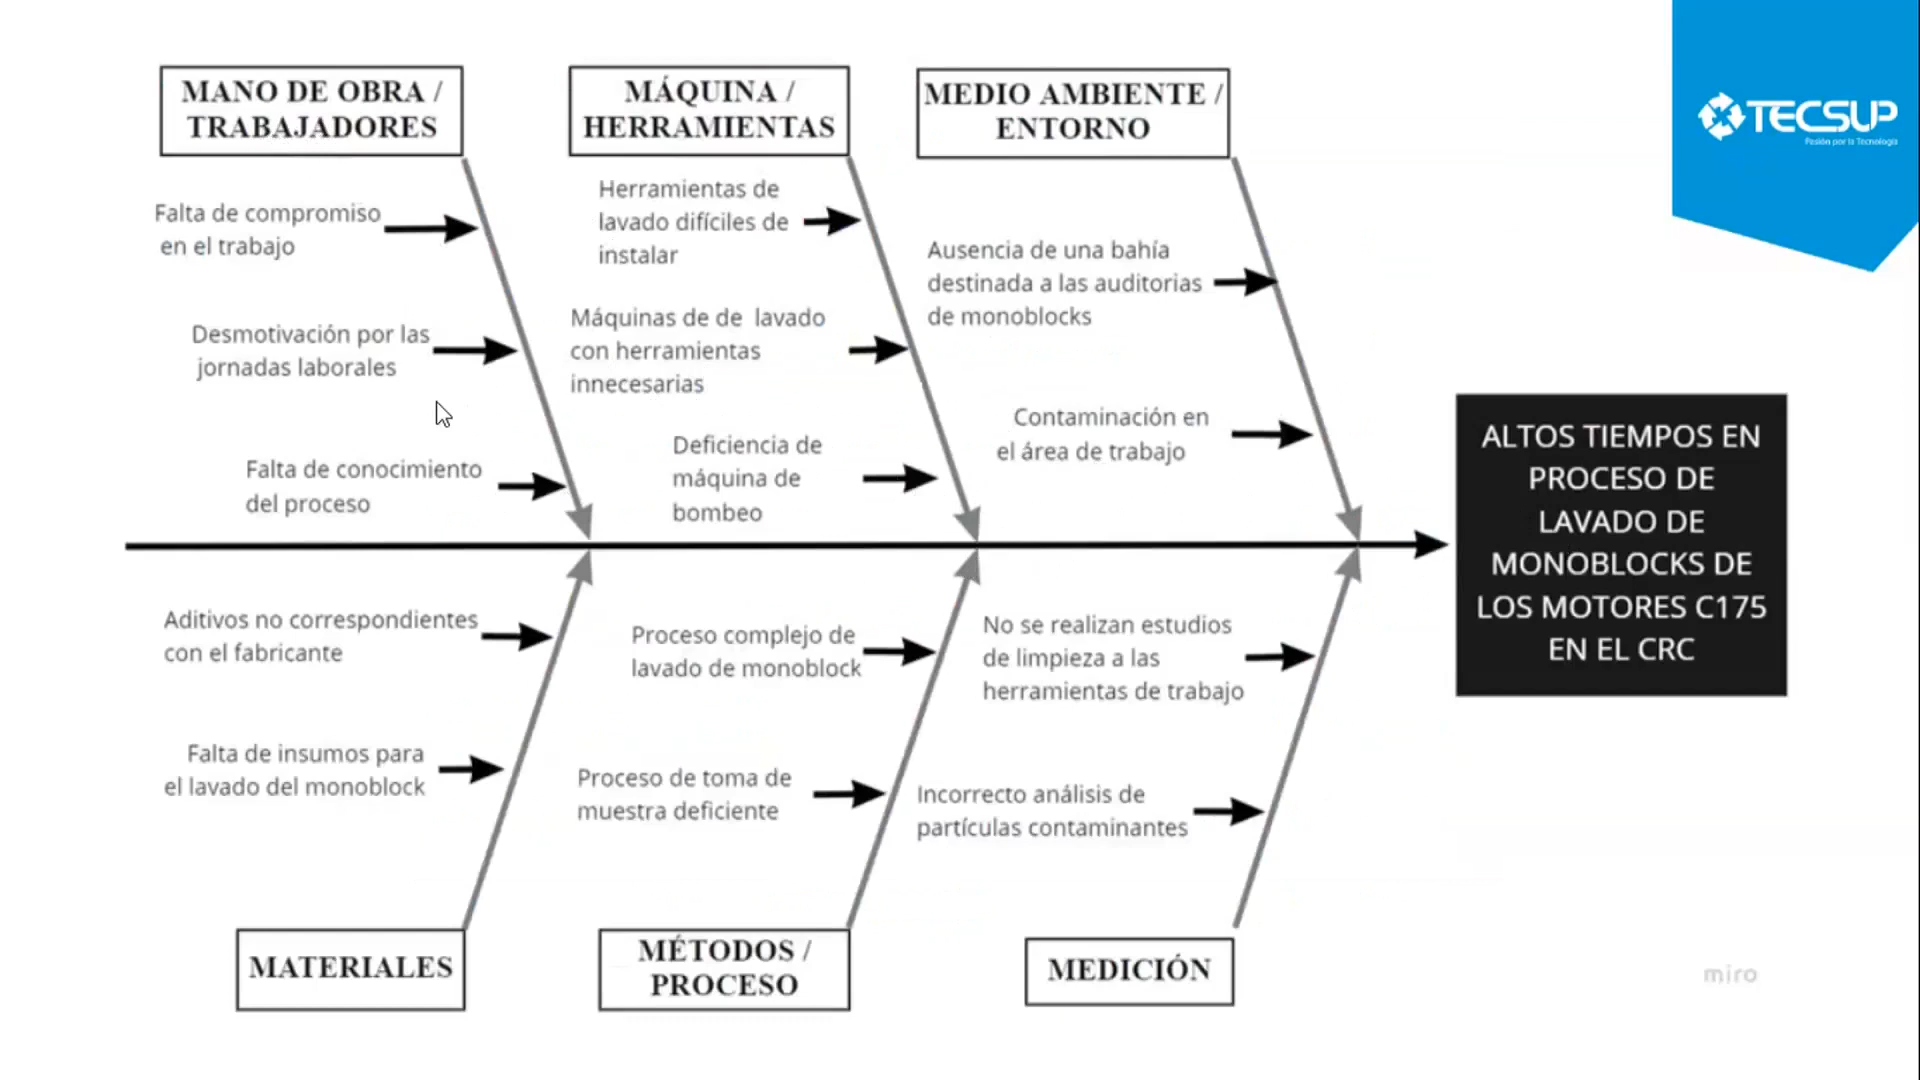 MANO DE OBRA /
TRABAJADORES
MÁQUINA /
HERRAMIENTAS
MEDIO AMBIENTE /
ENTORNO
TECSUP
Pasión por la Tecnología
Falta de compromiso
en el trabajo
Desmotivación por las
jornadas laborales
Falta de conocimiento
del proceso
Herramientas de
lavado difíciles de
instalar
Máquinas de de lavado
con herramientas
innecesarias
Deficiencia de
máquina de
bombeo
Ausencia de una bahía
destinada a las auditorias
de monoblocks
Contaminación en
el área de trabajo
ALTOS TIEMPOS EN
PROCESO DE
LAVADO DE
MONOBLOCKS DE
LOS MOTORES C175
EN EL CRC
Aditivos no correspondientes
con el fabricante
Falta de insumos para
el lavado del monoblock
Proceso complejo de
lavado de monoblock
Proceso de toma de
muestra deficiente
No se realizan estudios
de limpieza a las
herramientas de trabajo
Incorrecto análisis de
partículas contaminantes
MATERIALES
MÉTODOS /
PROCESO
MEDICIÓN
miro